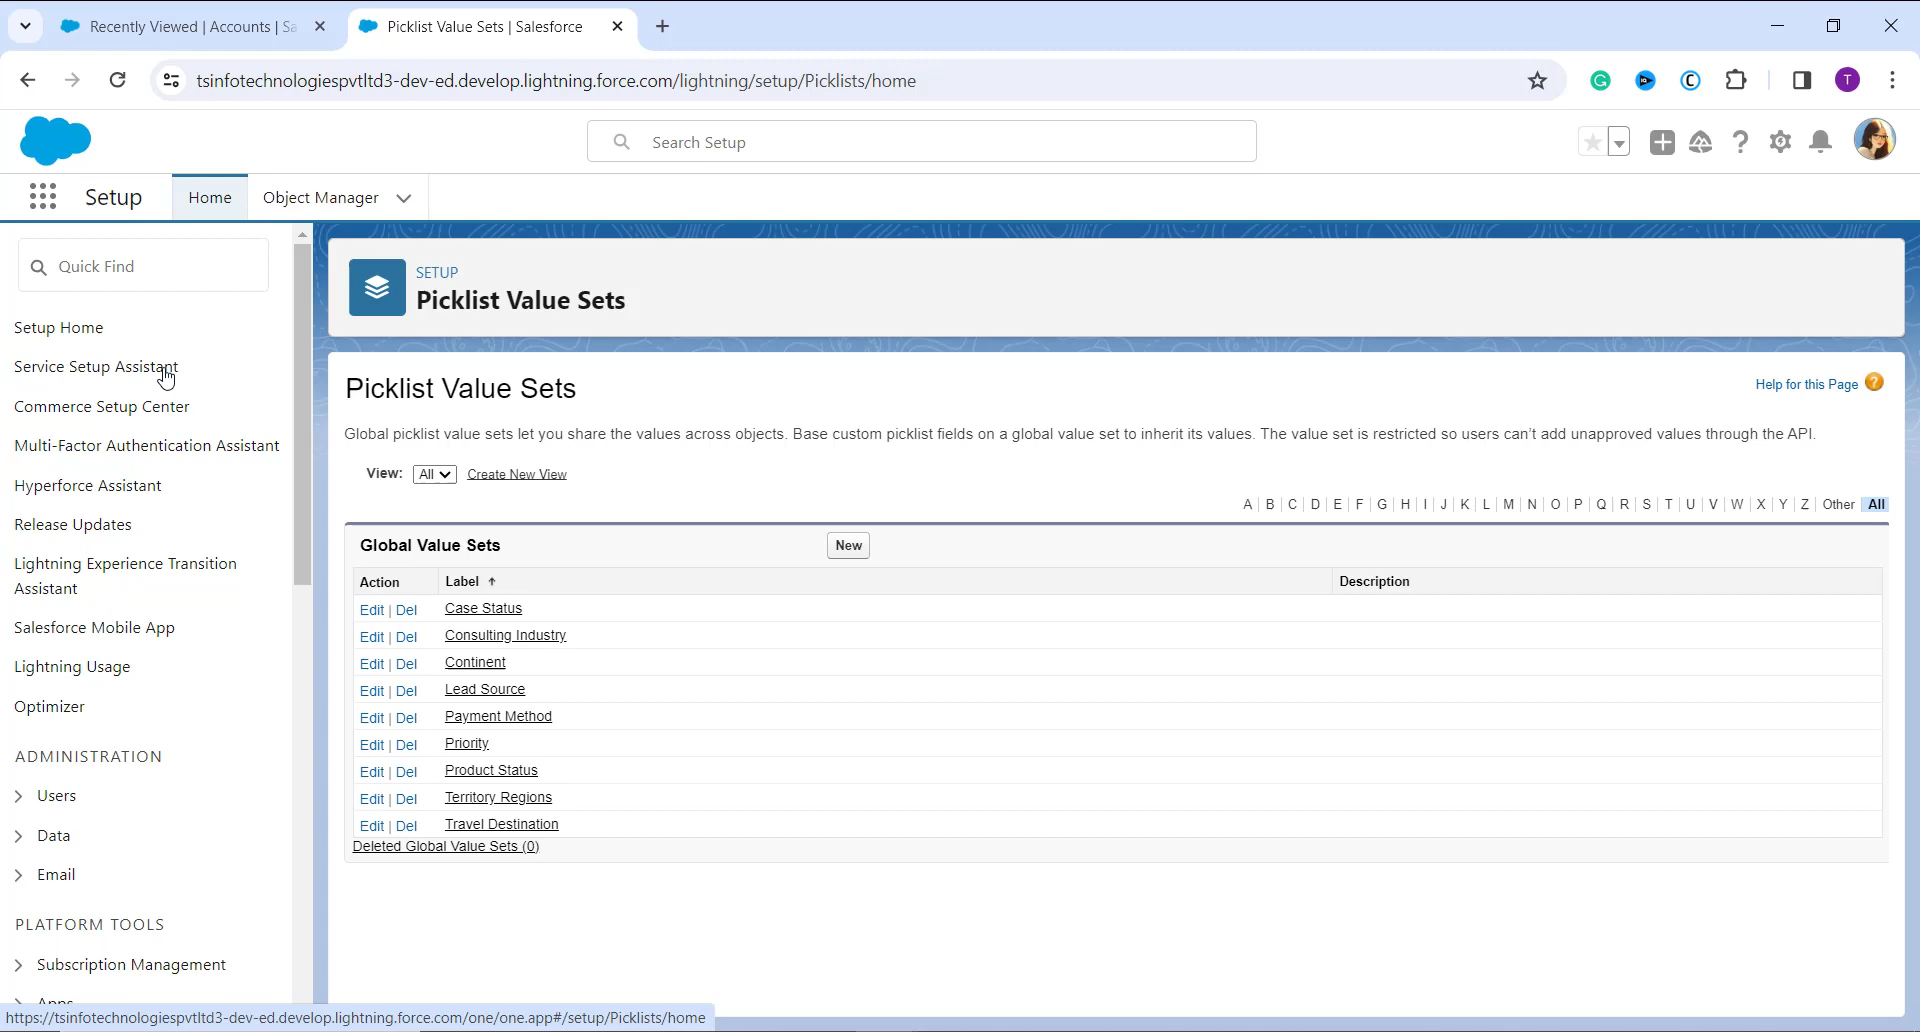 Recently Viewed | Accounts | Sa
Picklist Value Sets | Salesforce
tsinfotechnologiespvtltd3-dev-ed.develop.lightning.force.com/lightning/setup/Picklists/home
T
Search Setup
Setup
Home
Object Manager
Quick Find
Setup Home
Service Setup Assistant
Commerce Setup Center
Multi-Factor Authentication Assistant
Hyperforce Assistant
Release Updates
Lightning Experience Transition
Assistant
Salesforce Mobile App
Lightning Usage
Optimizer
ADMINISTRATION
Users
Data
Email
PLATFORM TOOLS
Subscription Management
Apps
SETUP
Picklist Value Sets
Picklist Value Sets
Help for this Page ?
Global picklist value sets let you share the values across objects. Base custom picklist fields on a global value set to inherit its values. The value set is restricted so users can't add unapproved values through the API.
View: All Create New View
A | B | C | D | E | F | G | H | I | J | K | L | M | N | O | P | Q | R | S | T | U | V | W | X | Y | Z | Other | All
Global Value Sets New
Action Label ↑ Description
Edit | Del Case Status
Edit | Del Consulting Industry
Edit | Del Continent
Edit | Del Lead Source
Edit | Del Payment Method
Edit | Del Priority
Edit | Del Product Status
Edit | Del Territory Regions
Edit | Del Travel Destination
Deleted Global Value Sets (0)
https://tsinfotechnologiespvtltd3-dev-ed.develop.lightning.force.com/one/one.app#/setup/Picklists/home